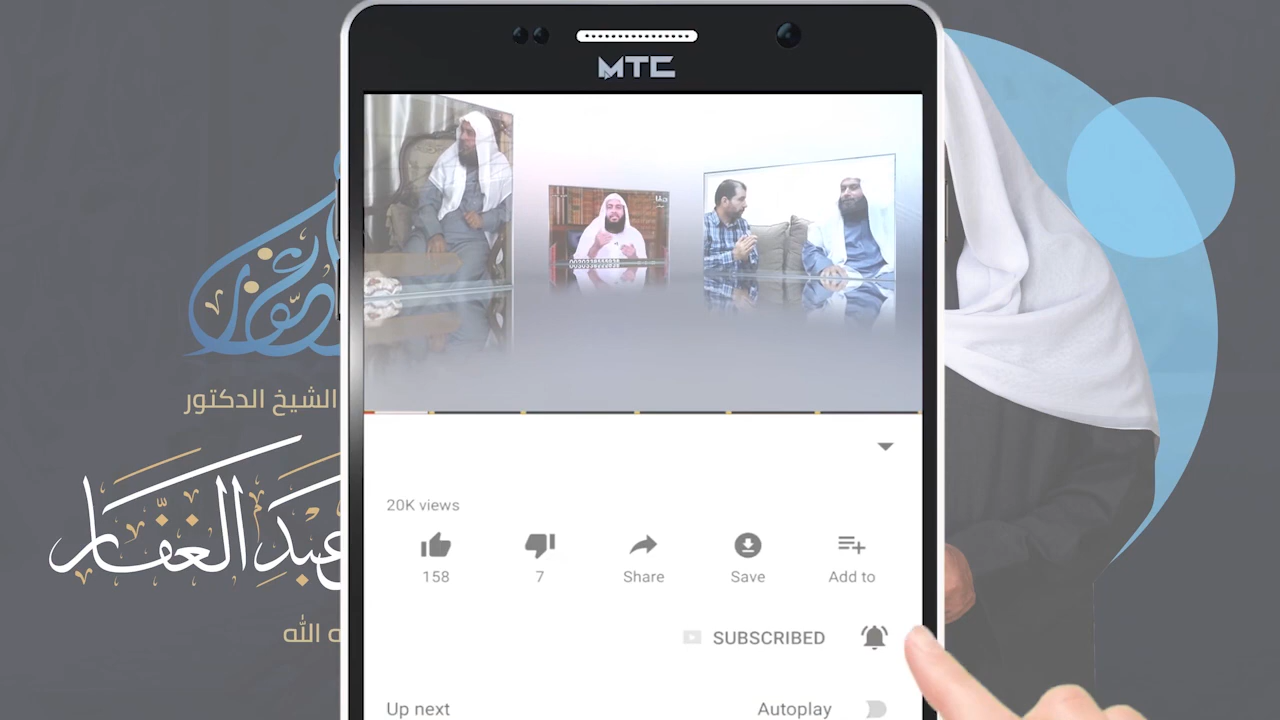 MTC
20K views
158
7
Share
Save
Add to
SUBSCRIBED
Up next
Autoplay
الشيخ الدكتور
عبد الغفار
ه الله